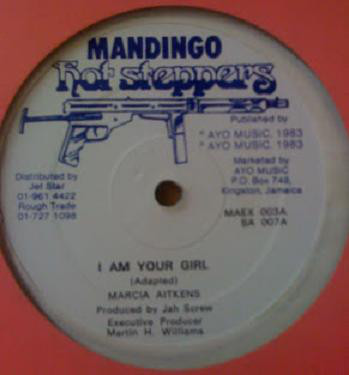 MANDINGO
hot steppers
Published by
℗ AYO MUSIC, 1983
© AYO MUSIC, 1983
Marketed by
AYO MUSIC
P.O. Box 749,
Kingston, Jamaica
Distributed by
Jet Star
01-961 4422
Rough Trade
01-727 1098
MAEX 003A
SA 007A
I AM YOUR GIRL
(Adapted)
MARCIA AITKENS
Produced by Jah Screw
Executive Producer
Martin H. Williams